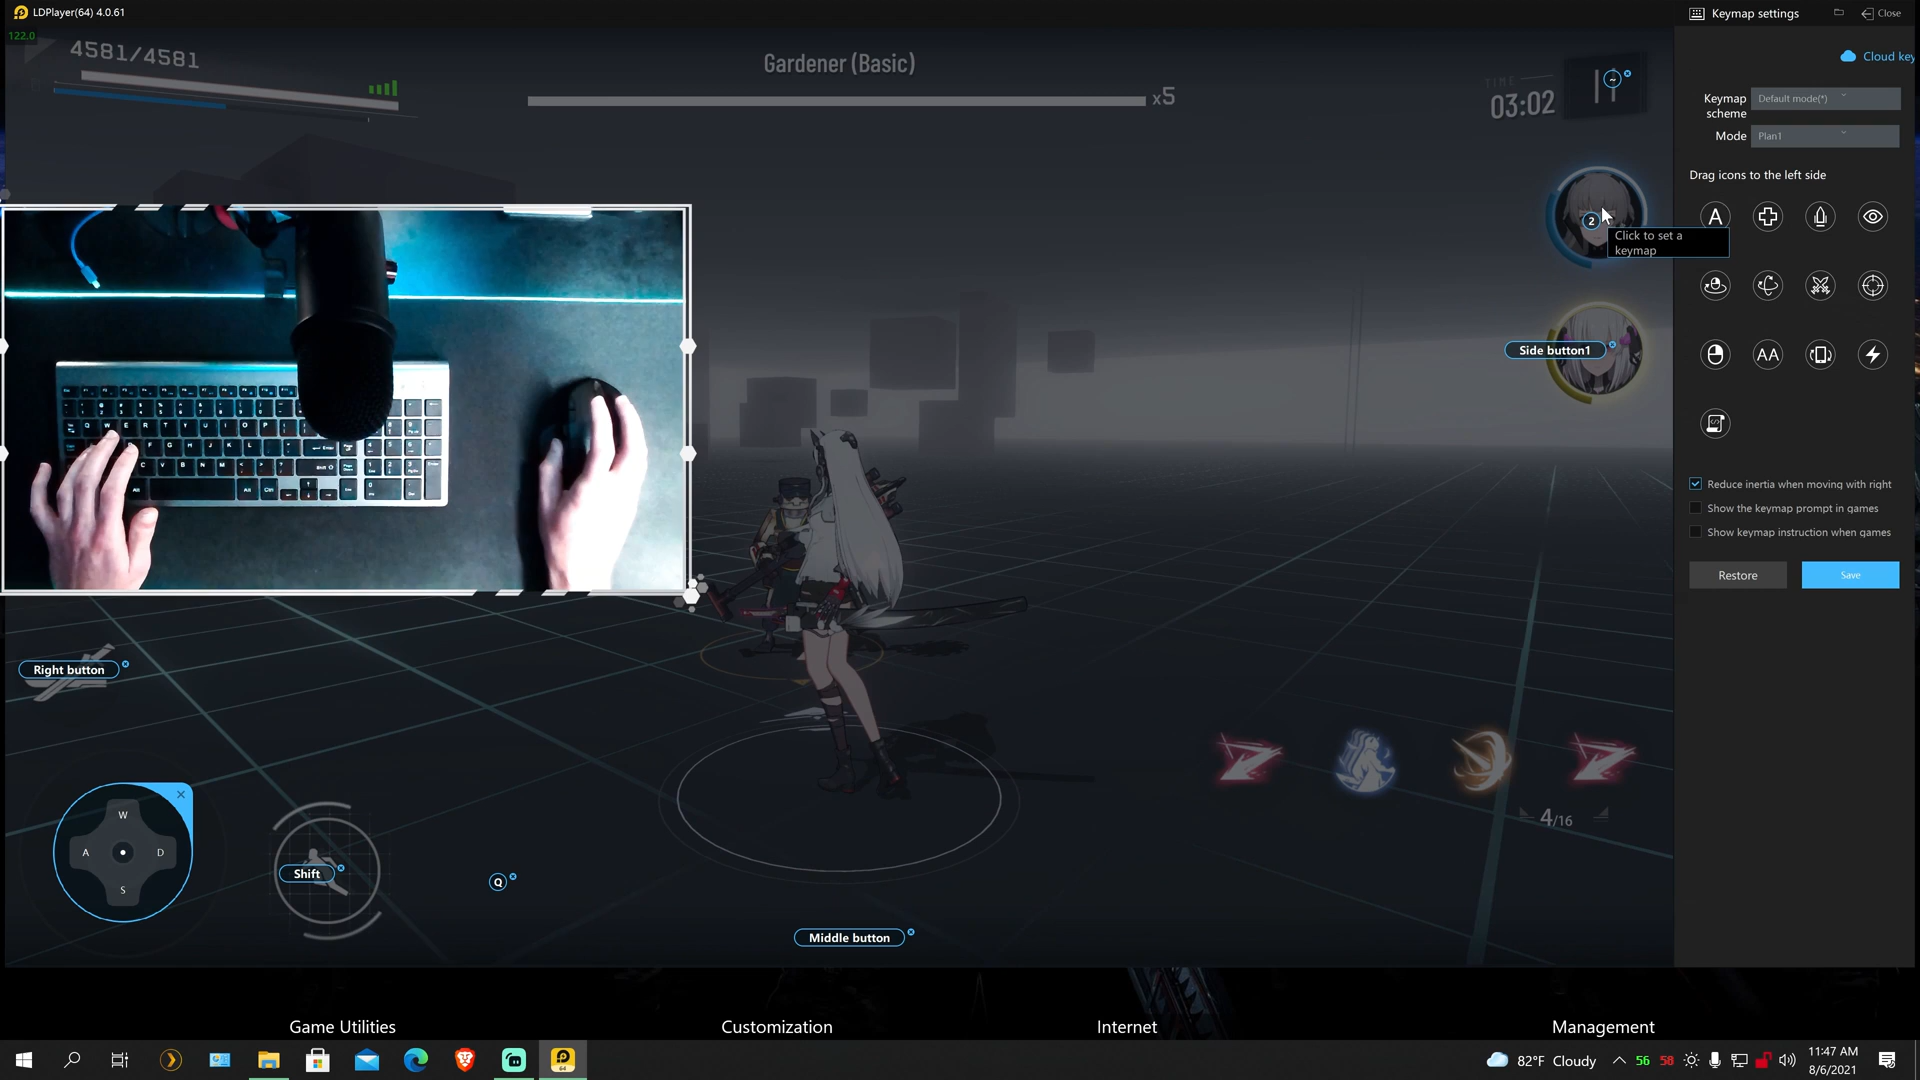 LDPlayer(64) 4.0.61
Keymap settings
Close
122.0
4581/4581
Gardener (Basic)
x5
TIME
03:02
~
Cloud key
Keymap scheme
Default mode(*)
Mode
Plan1
Drag icons to the left side
A
2
Click to set a
keymap
Side button1
AA
Reduce inertia when moving with right
Show the keymap prompt in games
Show keymap instruction when games
Restore
Save
Right button
W
A
D
S
Shift
Q
Middle button
4/16
Game Utilities
Customization
Internet
Management
82°F Cloudy
56
58
11:47 AM
8/6/2021